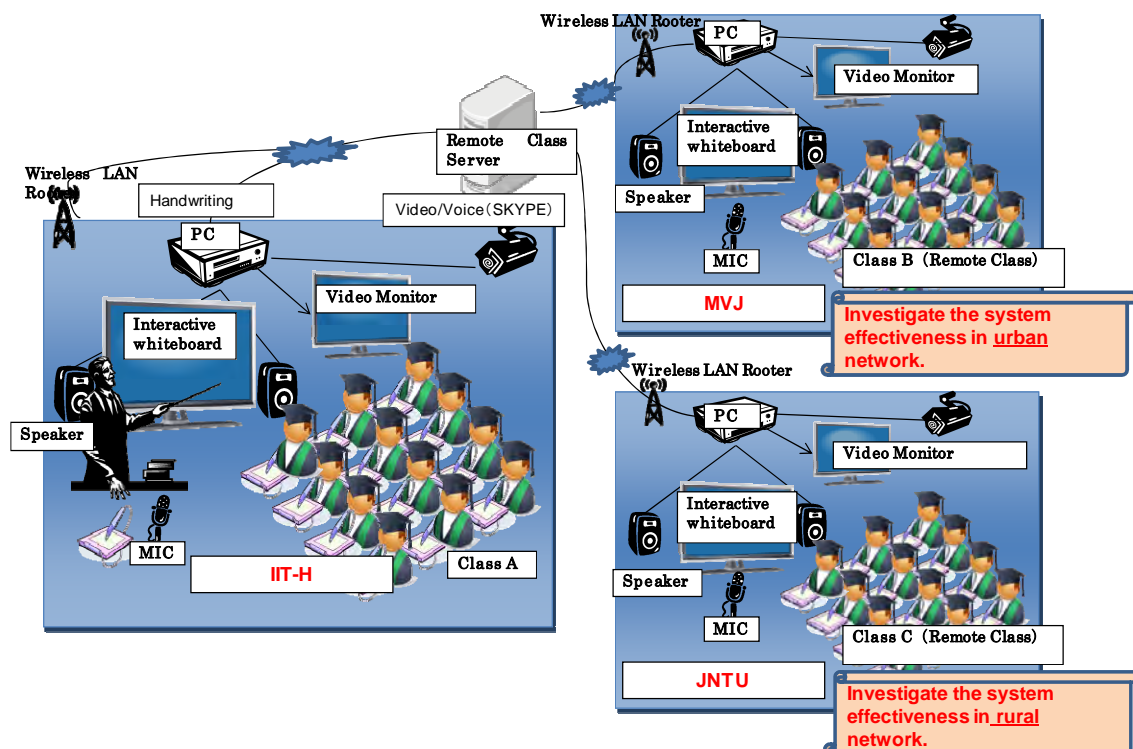 Wireless LAN Rooter
PC
Video Monitor
Interactive
whiteboard
Speaker
MIC
Class B (Remote Class)
MVJ
Investigate the system
effectiveness in urban
network.
Remote Class
Server
Video/Voice(SKYPE)
Wireless LAN
Rooter
Handwriting
PC
Video Monitor
Interactive
whiteboard
Speaker
MIC
Class A
IIT-H
Wireless LAN Rooter
PC
Video Monitor
Interactive
whiteboard
Speaker
MIC
Class C (Remote Class)
JNTU
Investigate the system
effectiveness in rural
network.